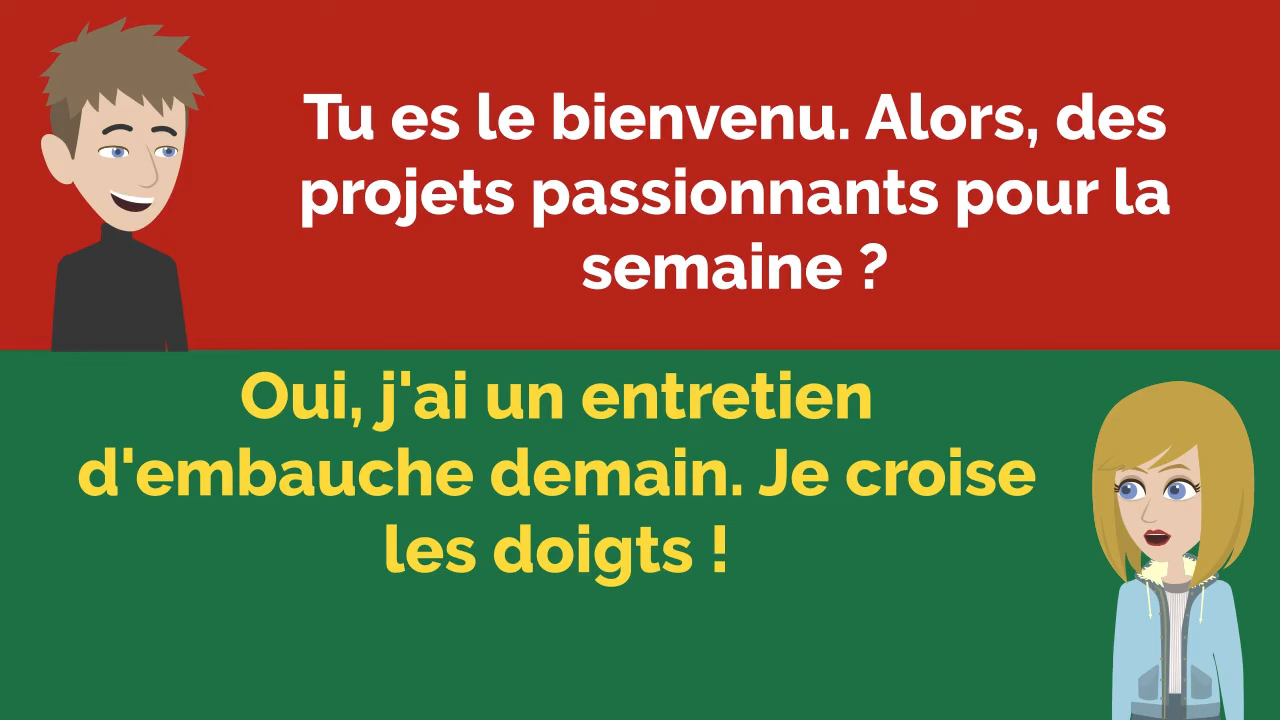 Tu es le bienvenu. Alors, des
projets passionnants pour la
semaine ?
Oui, j'ai un entretien
d'embauche demain. Je croise
les doigts !